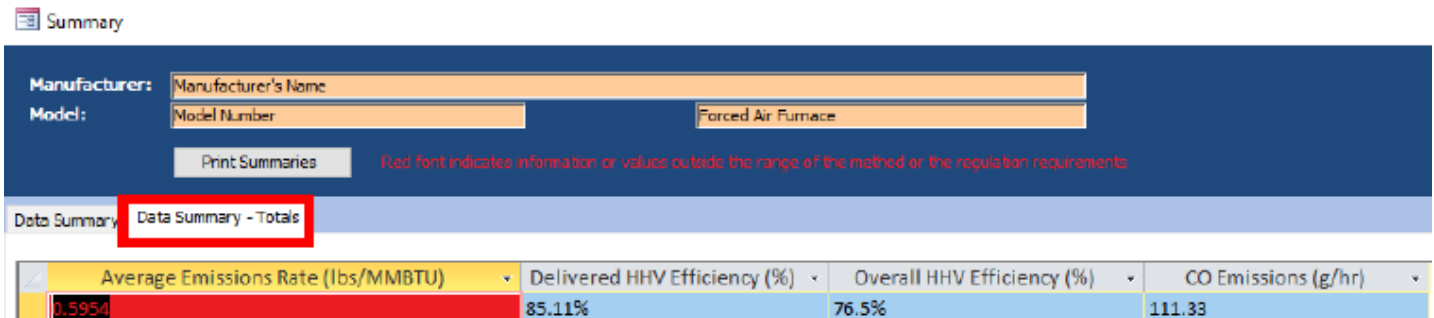 Summary
Manufacturer: Manufacturer's Name
Model: Model Number Forced Air Furnace
Print Summaries Red font indicates information or values outside the range of the method or the regulation requirements
Data Summary Data Summary - Totals
Average Emissions Rate (lbs/MMBTU) Delivered HHV Efficiency (%) Overall HHV Efficiency (%) CO Emissions (g/hr)
0.5954 85.11% 76.5% 111.33